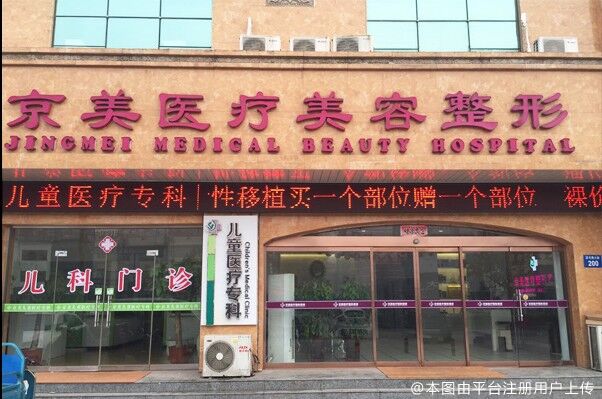 京美医疗美容整形
JINGMEI MEDICAL BEAUTY HOSPITAL
儿童医疗专科 | 性移植买一个部位赠一个部位 裸价
儿科门诊
儿童医疗专科
Children's Medical Clinic
200
@本图由平台注册用户上传